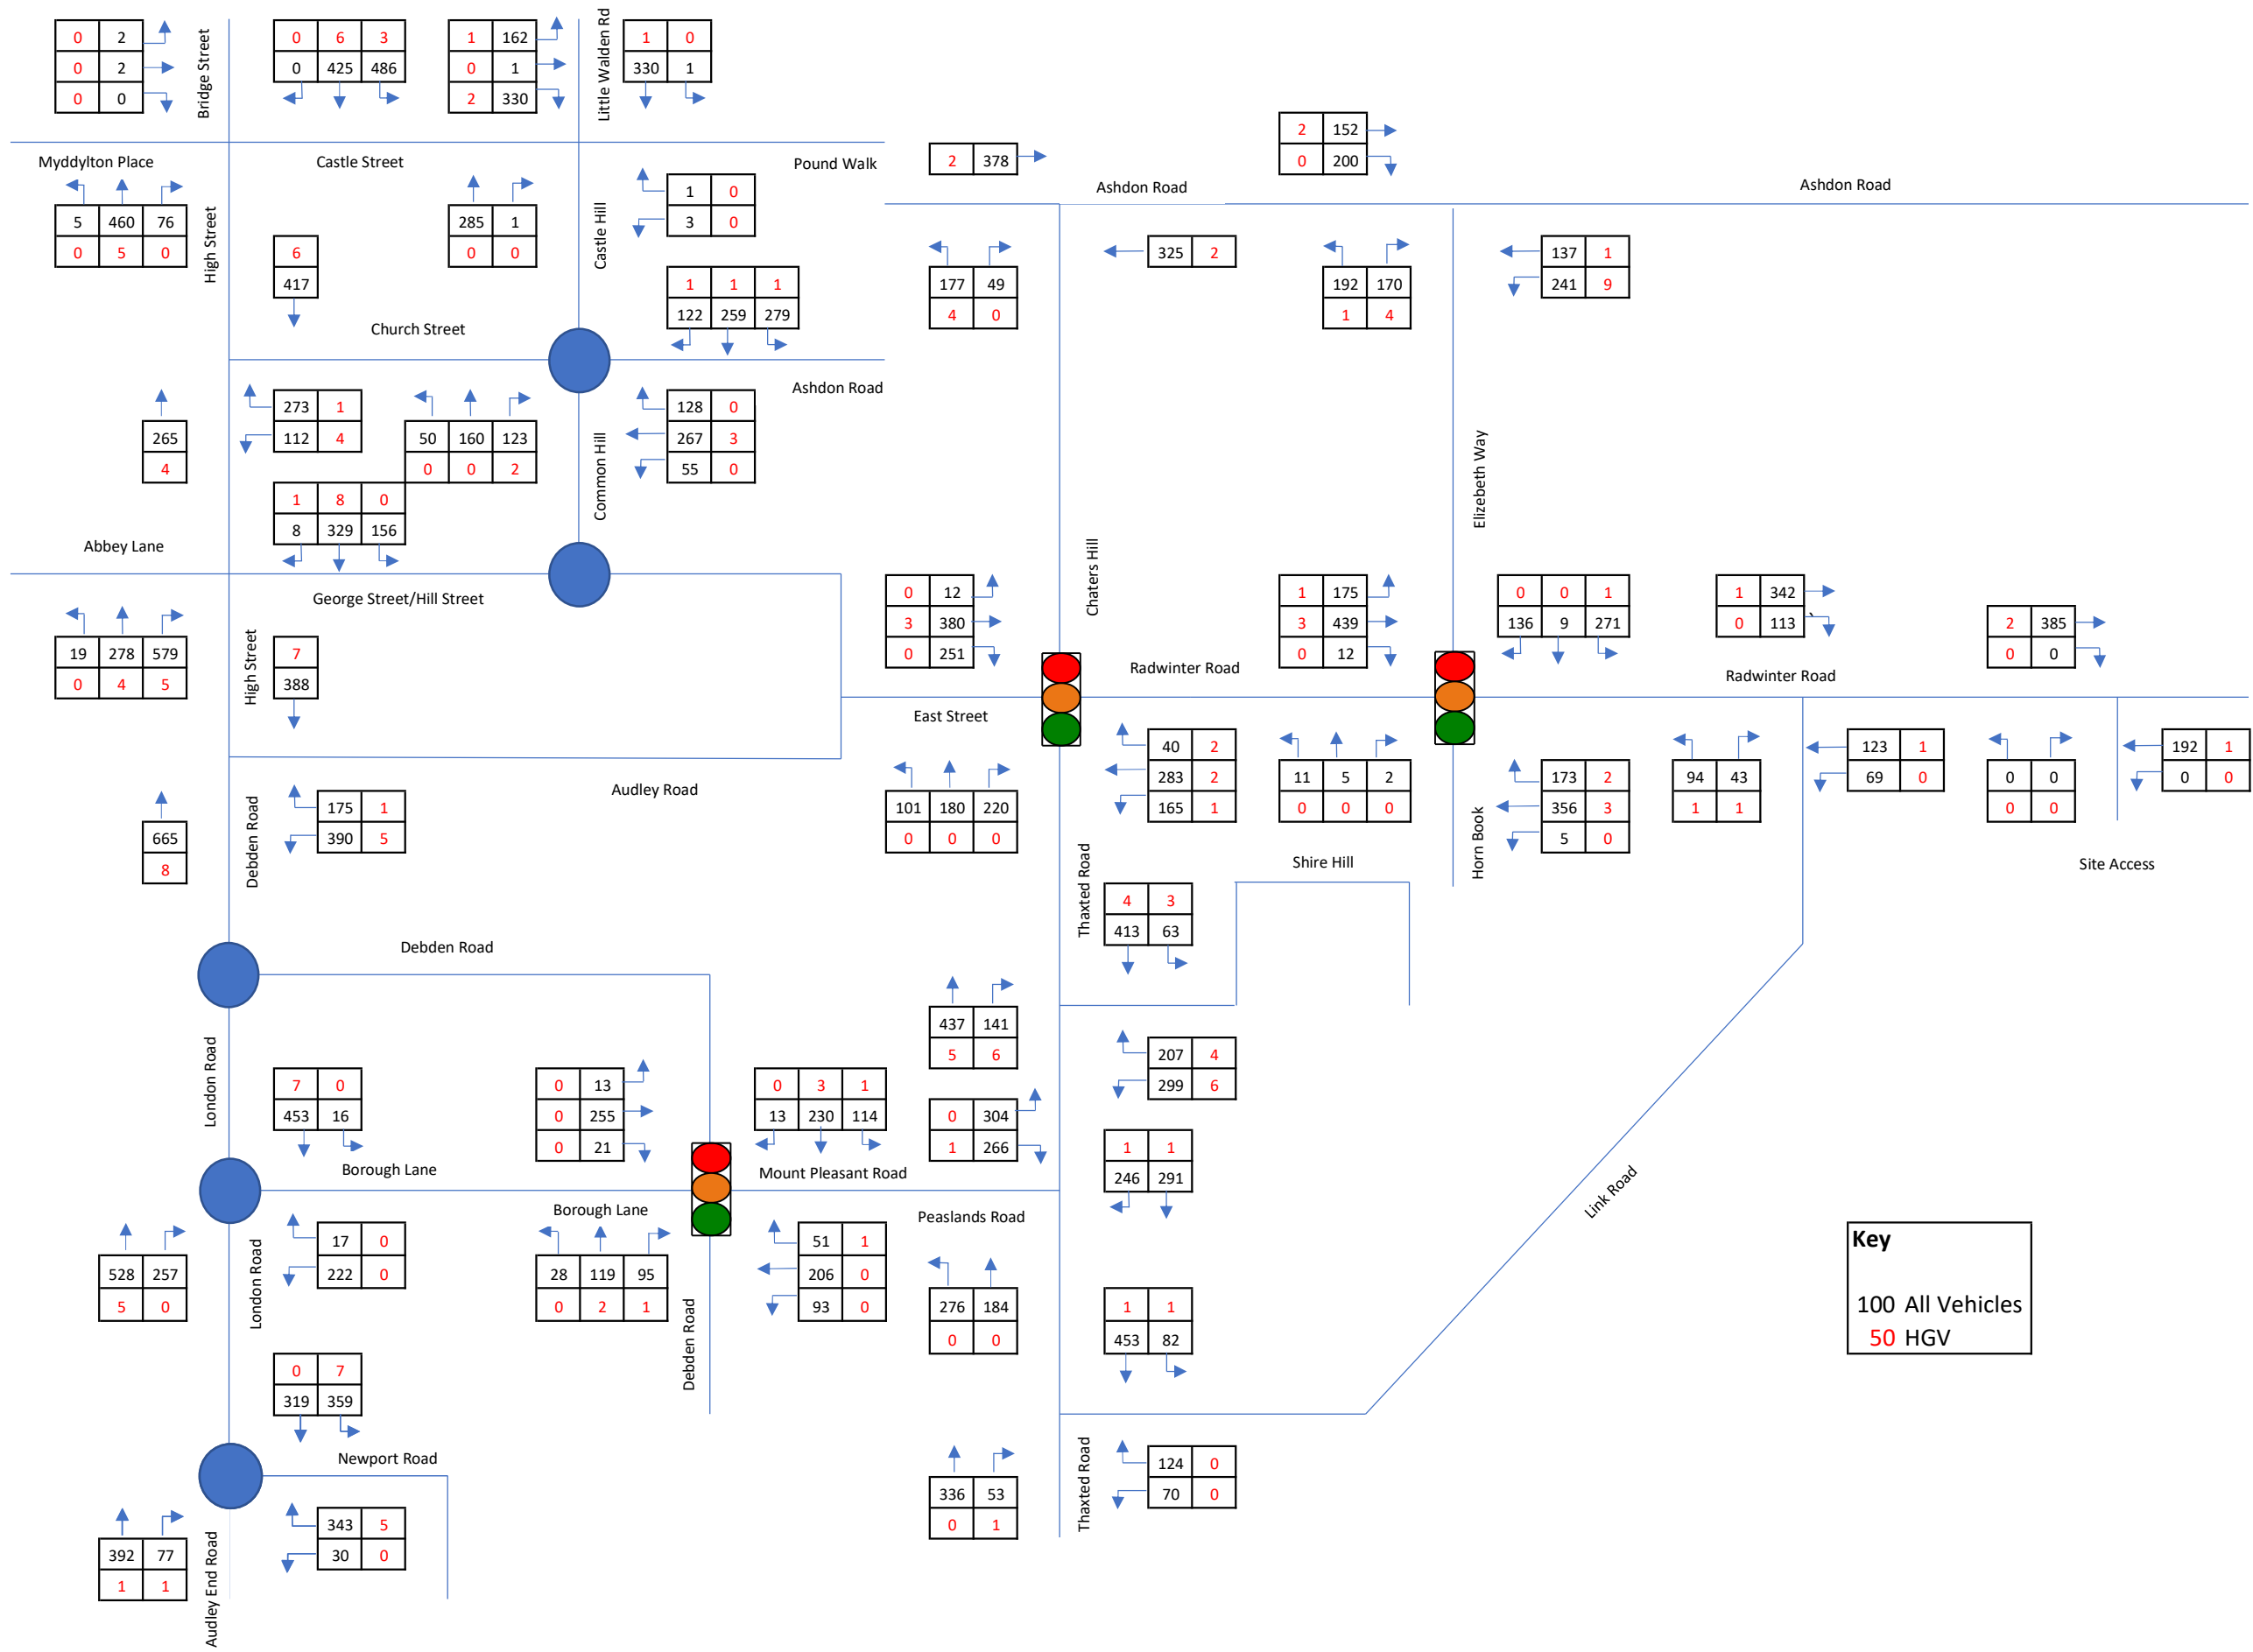 0 2
0 2
0 0
Bridge Street
0 6 3
0 425 486
1 162
0 1
2 330
Little Walden Rd
1 0
330 1
Myddylton Place
Castle Street
Pound Walk
2 378
Ashdon Road
2 152
0 200
Ashdon Road
5 460 76
0 5 0
High Street
6
417
285 1
0 0
Castle Hill
1 0
3 0
1 1 1
122 259 279
177 49
4 0
325 2
192 170
1 4
137 1
241 9
Church Street
Ashdon Road
265
4
273 1
112 4
50 160 123
0 0 2
Common Hill
128 0
267 3
55 0
1 8 0
8 329 156
Elizebeth Way
Abbey Lane
George Street/Hill Street
Chaters Hill
19 278 579
0 4 5
High Street
7
388
0 12
3 380
0 251
Radwinter Road
1 175
3 439
0 12
0 0 1
136 9 271
1 342
0 113
`
Radwinter Road
2 385
0 0
East Street
Audley Road
665
8
Debden Road
175 1
390 5
101 180 220
0 0 0
40 2
283 2
165 1
11 5 2
0 0 0
Horn Book
173 2
356 3
5 0
94 43
1 1
123 1
69 0
0 0
0 0
192 1
0 0
Site Access
Shire Hill
Thaxted Road
4 3
413 63
Debden Road
437 141
5 6
207 4
299 6
London Road
7 0
453 16
0 13
0 255
0 21
0 3 1
13 230 114
0 304
1 266
1 1
246 291
Borough Lane
Mount Pleasant Road
Link Road
Borough Lane
Peaslands Road
528 257
5 0
London Road
17 0
222 0
28 119 95
0 2 1
Debden Road
51 1
206 0
93 0
276 184
0 0
1 1
453 82
Key
100 All Vehicles
50 HGV
0 7
319 359
Newport Road
392 77
1 1
Audley End Road
343 5
30 0
336 53
0 1
Thaxted Road
124 0
70 0